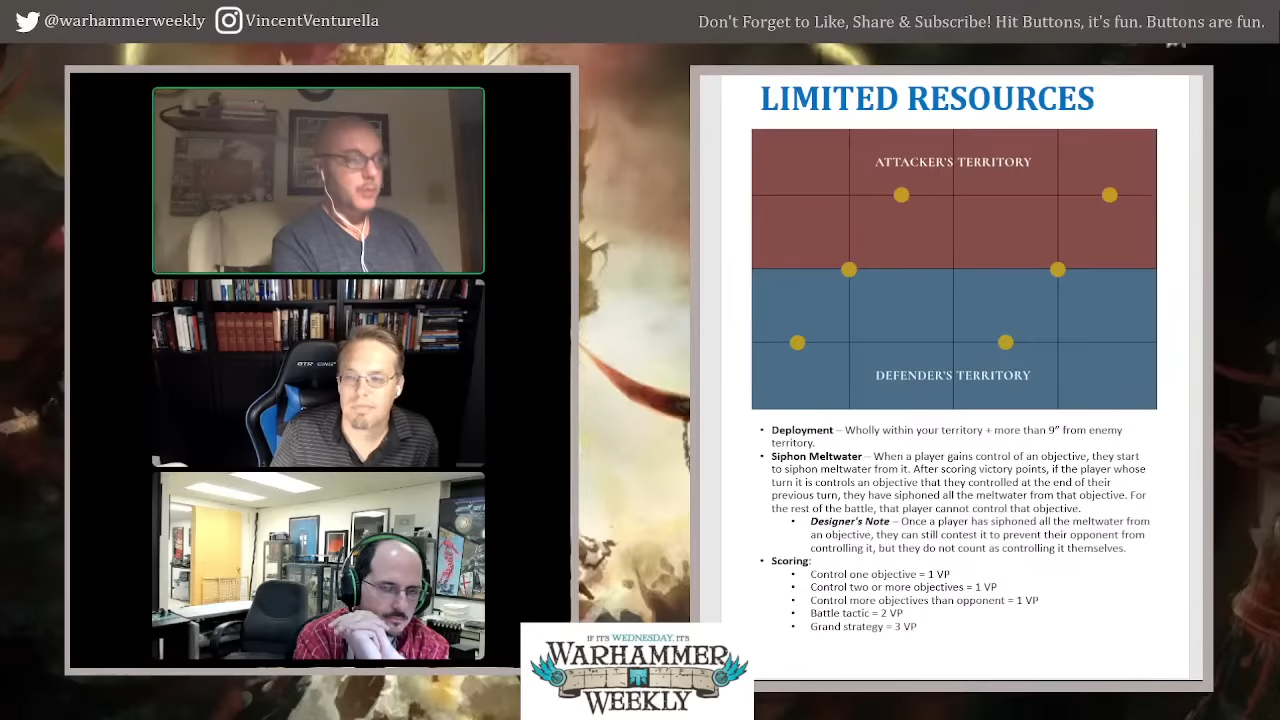 @warhammerweekly VincentVenturella
Don't Forget to Like, Share & Subscribe! Hit Buttons, it's fun. Buttons are fun.
GTR RING
IF IT'S WEDNESDAY, IT'S
WARHAMMER
WEEKLY
LIMITED RESOURCES
ATTACKER'S TERRITORY
DEFENDER'S TERRITORY
• Deployment – Wholly within your territory + more than 9" from enemy
territory.
• Siphon Meltwater – When a player gains control of an objective, they start
to siphon meltwater from it. After scoring victory points, if the player whose
turn it is controls an objective that they controlled at the end of their
previous turn, they have siphoned all the meltwater from that objective. For
the rest of the battle, that player cannot control that objective.
• Designer's Note – Once a player has siphoned all the meltwater from
an objective, they can still contest it to prevent their opponent from
controlling it, but they do not count as controlling it themselves.
• Scoring:
• Control one objective = 1 VP
• Control two or more objectives = 1 VP
• Control more objectives than opponent = 1 VP
• Battle tactic = 2 VP
• Grand strategy = 3 VP